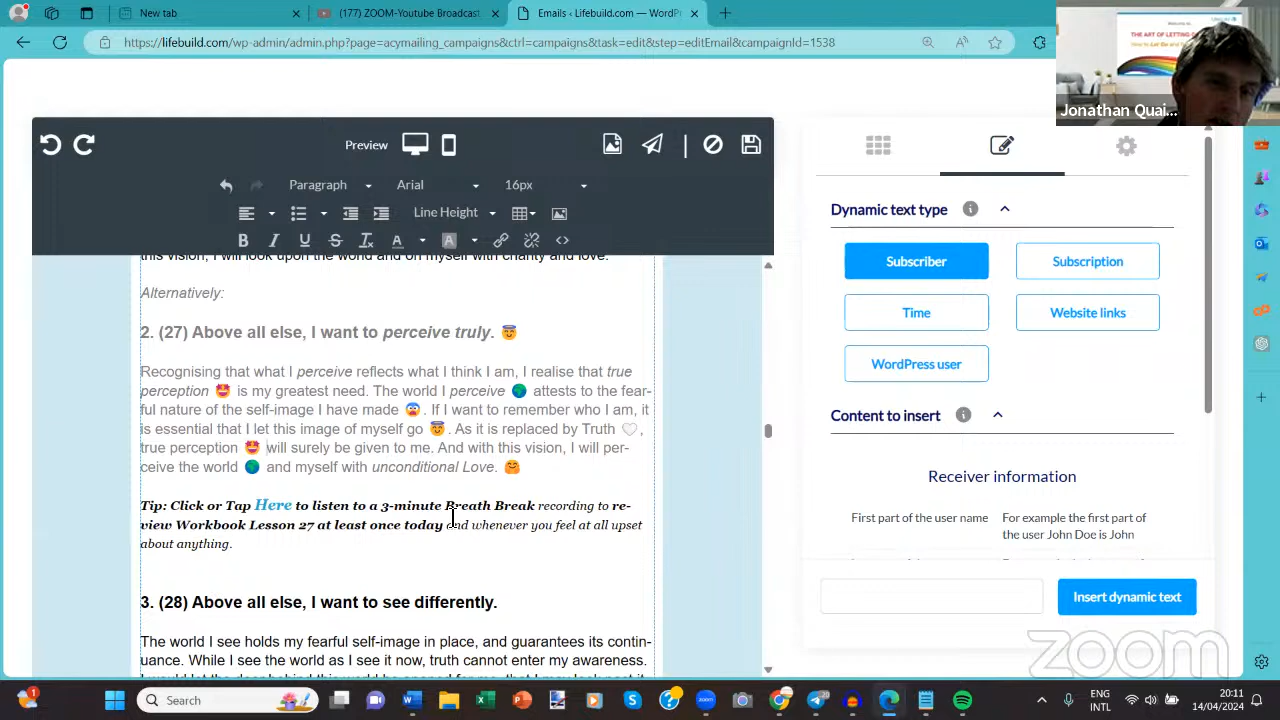 New tab
(177) ZOOM-Youtube Broadcast
Emails ‹ Lifebuild.com — WordPr
https://lifebuild.com/wp-admin/admin.php?page=acymailing_campaigns&ctrl=campaigns&task=edit&step=editEmail&campaignId=1538
Welcome to...
THE ART OF LETTING G
How to Let Go and
Jonathan Quai...
Preview
Paragraph
Arial
16px
Line Height
this vision, I will look upon the world and on myself with charity and love.
Alternatively:
2. (27) Above all else, I want to perceive truly. 😇
Recognising that what I perceive reflects what I think I am, I realise that true
perception 🤩 is my greatest need. The world I perceive 🌍 attests to the fear-
ful nature of the self-image I have made 😱. If I want to remember who I am, it
is essential that I let this image of myself go 😇. As it is replaced by Truth 🤍,
true perception 🤩 will surely be given to me. And with this vision, I will per-
ceive the world 🌍 and myself with unconditional Love. 🤗
Tip: Click or Tap Here to listen to a 3-minute Breath Break recording to re-
view Workbook Lesson 27 at least once today and whenever you feel at all upset
about anything.
3. (28) Above all else, I want to see differently.
The world I see holds my fearful self-image in place, and guarantees its contin-
uance. While I see the world as I see it now, truth cannot enter my awareness.
Dynamic text type
Subscriber
Subscription
Time
Website links
WordPress user
Content to insert
Receiver information
First part of the user name
For example the first part of
the user John Doe is John
Insert dynamic text
zoom
1
Search
ENG
INTL
20:11
14/04/2024